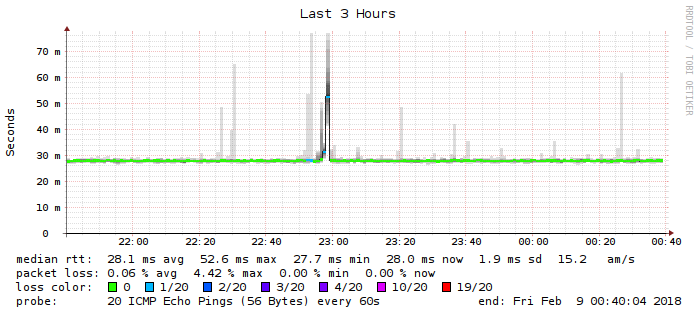 Last 3 Hours
RRDTOOL / TOBI OETIKER
Seconds
70 m
60 m
50 m
40 m
30 m
20 m
10 m
0
22:00 22:20 22:40 23:00 23:20 23:40 00:00 00:20 00:40
median rtt: 28.1 ms avg 52.6 ms max 27.7 ms min 28.0 ms now 1.9 ms sd 15.2 am/s
packet loss: 0.06 % avg 4.42 % max 0.00 % min 0.00 % now
loss color: 0 1/20 2/20 3/20 4/20 10/20 19/20
probe: 20 ICMP Echo Pings (56 Bytes) every 60s end: Fri Feb 9 00:40:04 2018